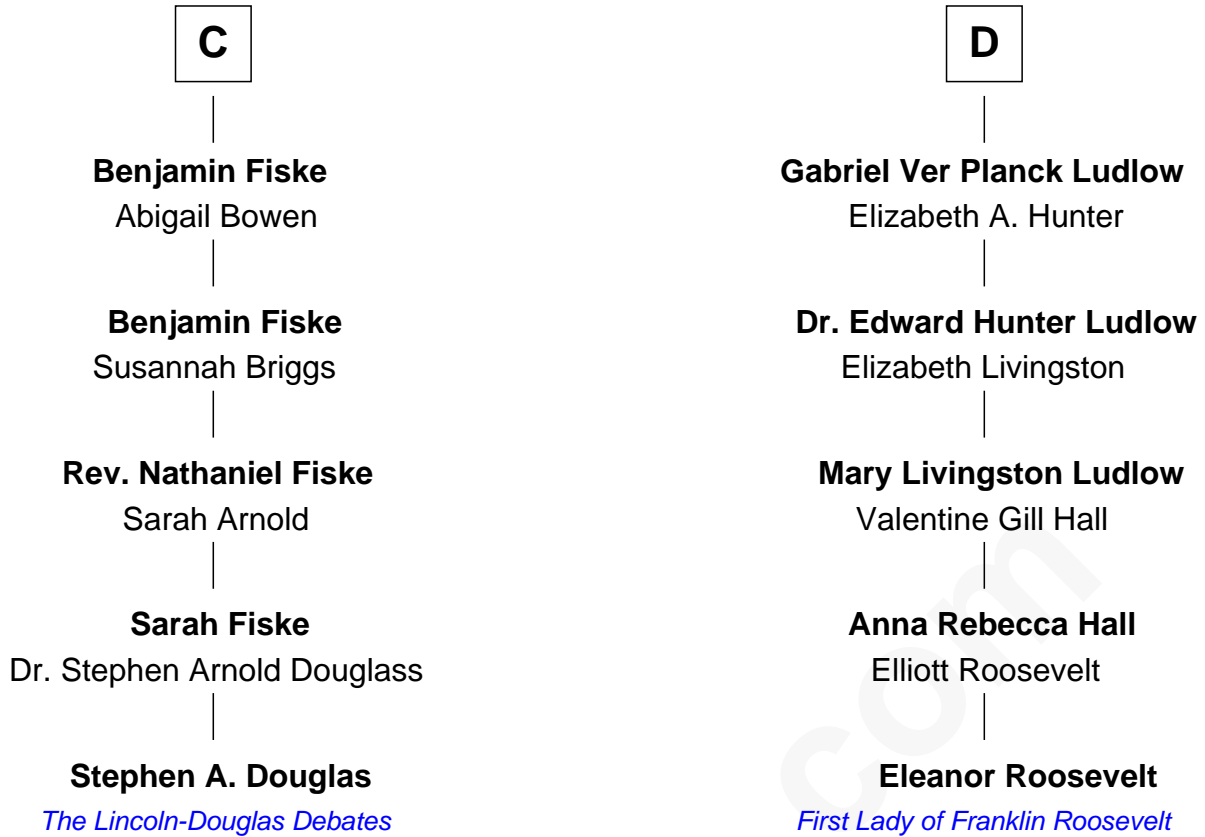 C
Benjamin Fiske
Abigail Bowen
Benjamin Fiske
Susannah Briggs
Rev. Nathaniel Fiske
Sarah Arnold
Sarah Fiske
Dr. Stephen Arnold Douglass
Stephen A. Douglas
The Lincoln-Douglas Debates
D
Gabriel Ver Planck Ludlow
Elizabeth A. Hunter
Dr. Edward Hunter Ludlow
Elizabeth Livingston
Mary Livingston Ludlow
Valentine Gill Hall
Anna Rebecca Hall
Elliott Roosevelt
Eleanor Roosevelt
First Lady of Franklin Roosevelt
com